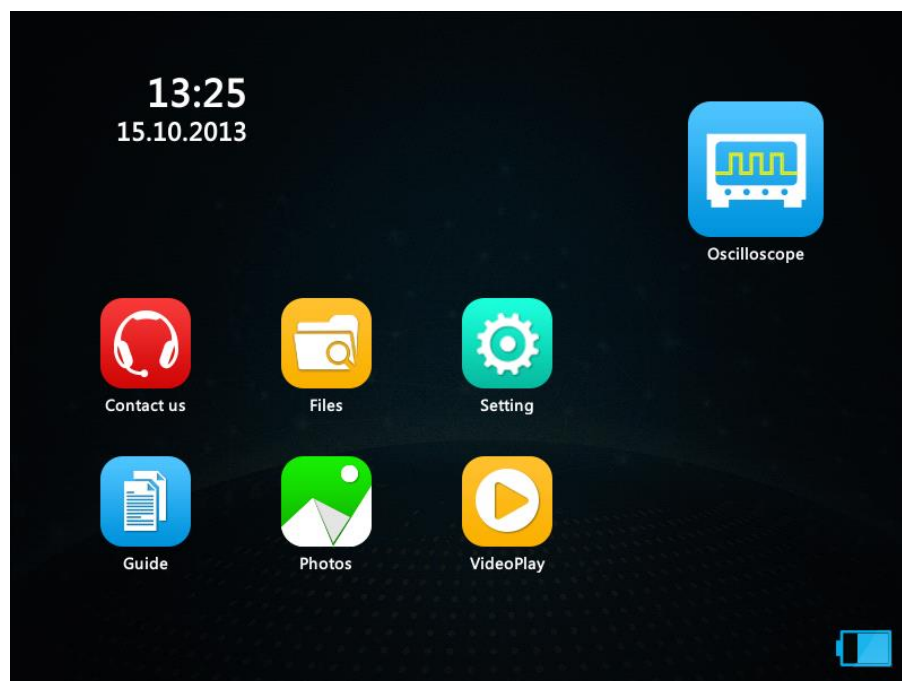 13:25
15.10.2013
Oscilloscope
Contact us
Files
Setting
Guide
Photos
VideoPlay